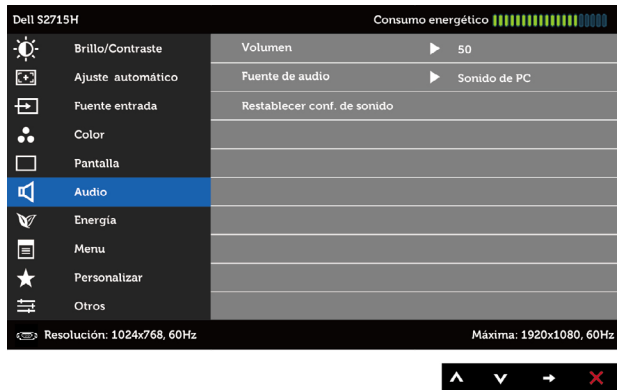 Dell S2715H Consumo energético
Brillo/Contraste Volumen 50
Ajuste automático Fuente de audio Sonido de PC
Fuente entrada Restablecer conf. de sonido
Color
Pantalla
Audio
Energía
Menu
Personalizar
Otros
Resolución: 1024x768, 60Hz Máxima: 1920x1080, 60Hz